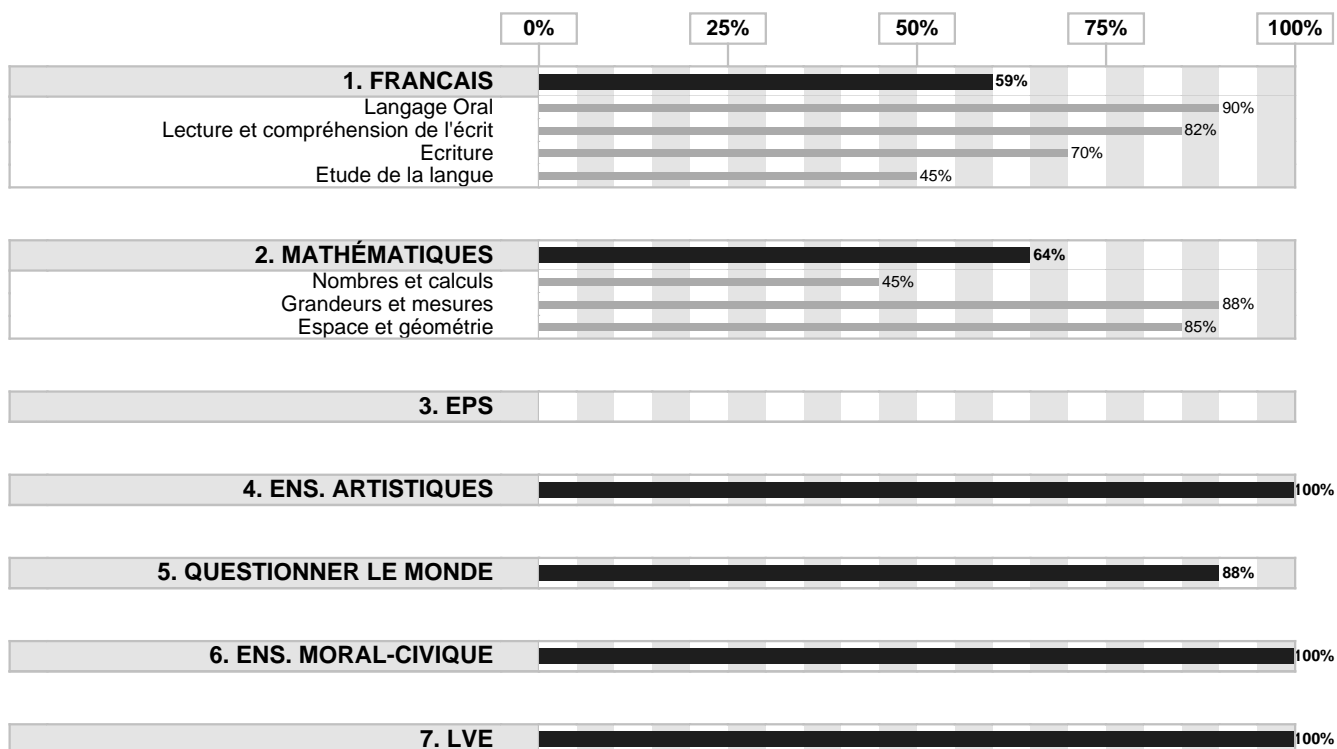 0% 25% 50% 75% 100%
1. FRANCAIS 59%
Langage Oral 90%
Lecture et compréhension de l'écrit 82%
Ecriture 70%
Etude de la langue 45%
2. MATHÉMATIQUES 64%
Nombres et calculs 45%
Grandeurs et mesures 88%
Espace et géométrie 85%
3. EPS
4. ENS. ARTISTIQUES 100%
5. QUESTIONNER LE MONDE 88%
6. ENS. MORAL-CIVIQUE 100%
7. LVE 100%